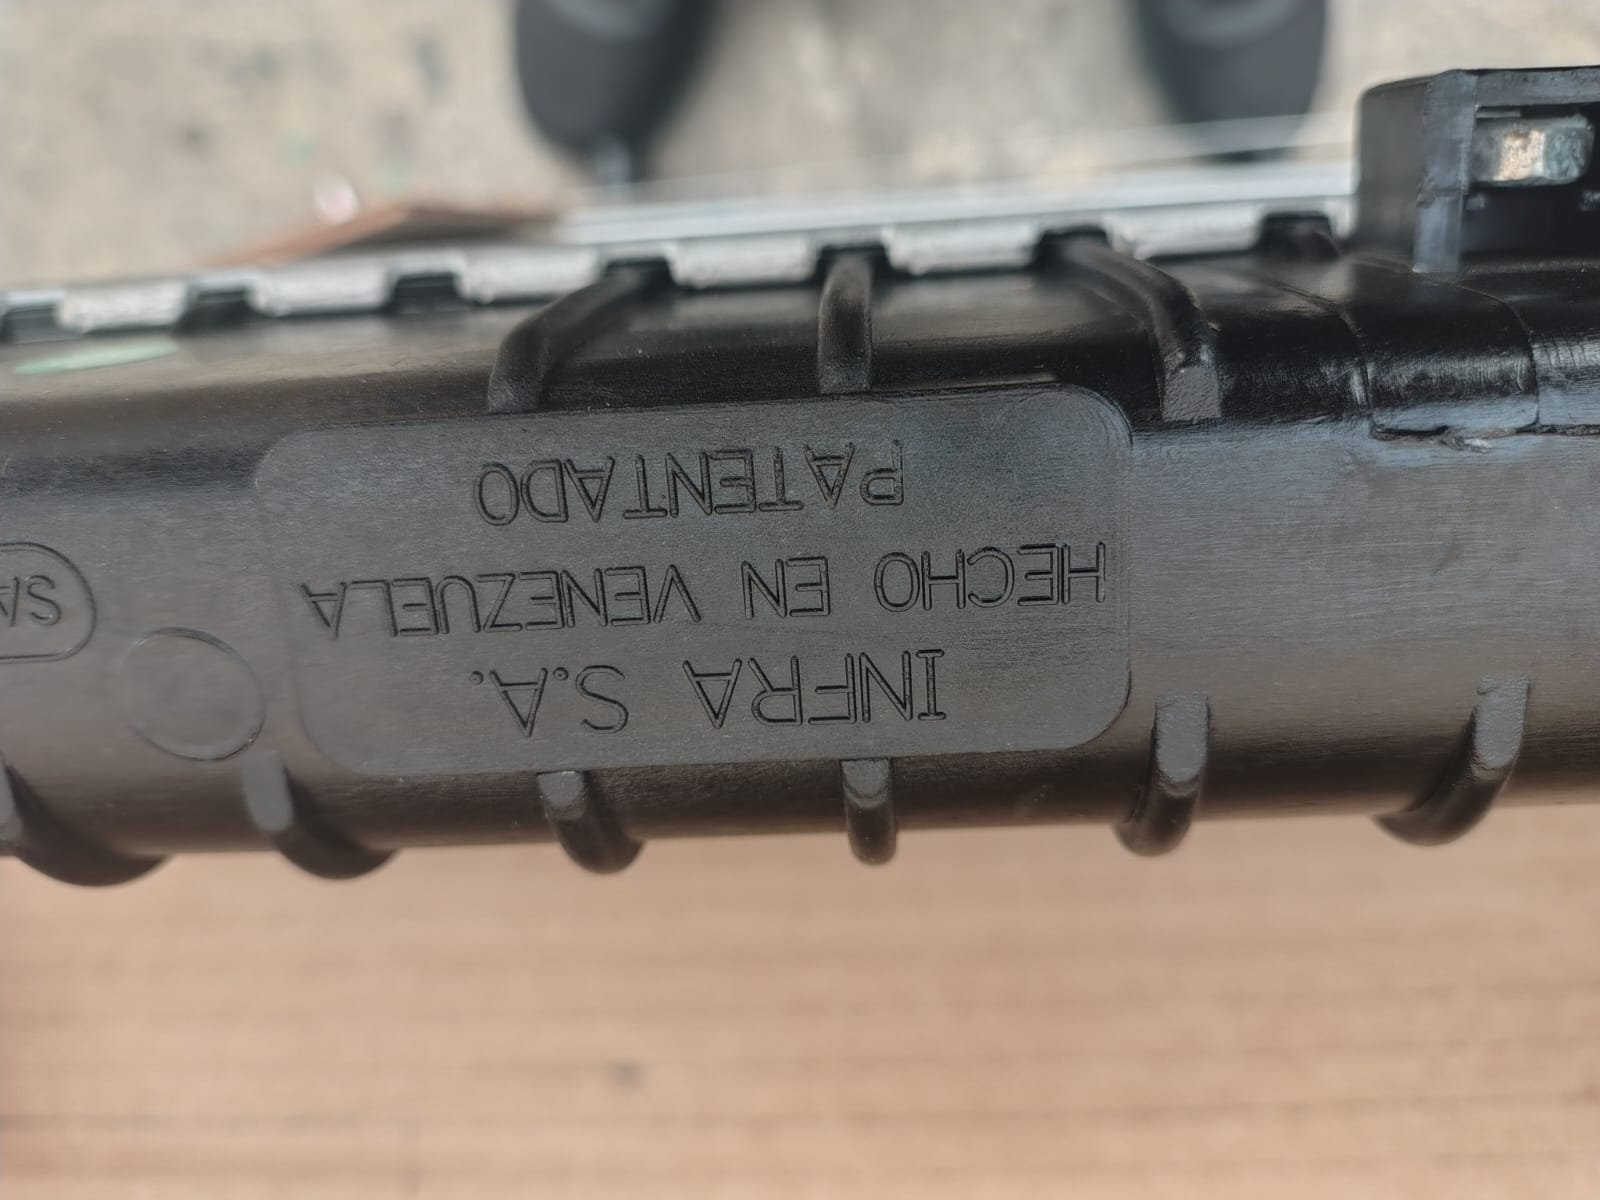 INFRA S.A.
HECHO EN VENEZUELA
PATENTADO